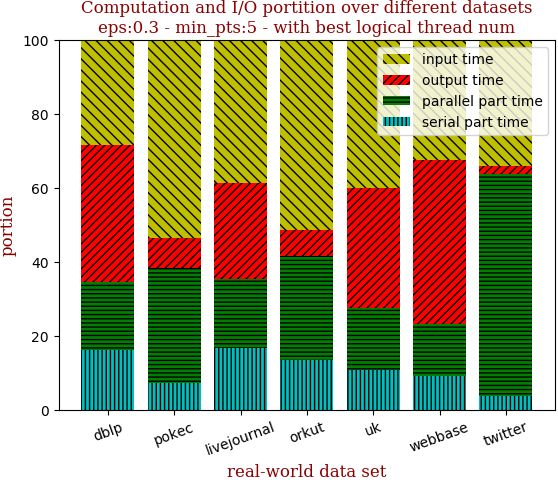 Computation and I/O portition over different datasets
eps:0.3 - min_pts:5 - with best logical thread num
100
80
60
40
20
0
portion
input time
output time
parallel part time
serial part time
dblp
pokec
livejournal
orkut
uk
webbase
twitter
real-world data set